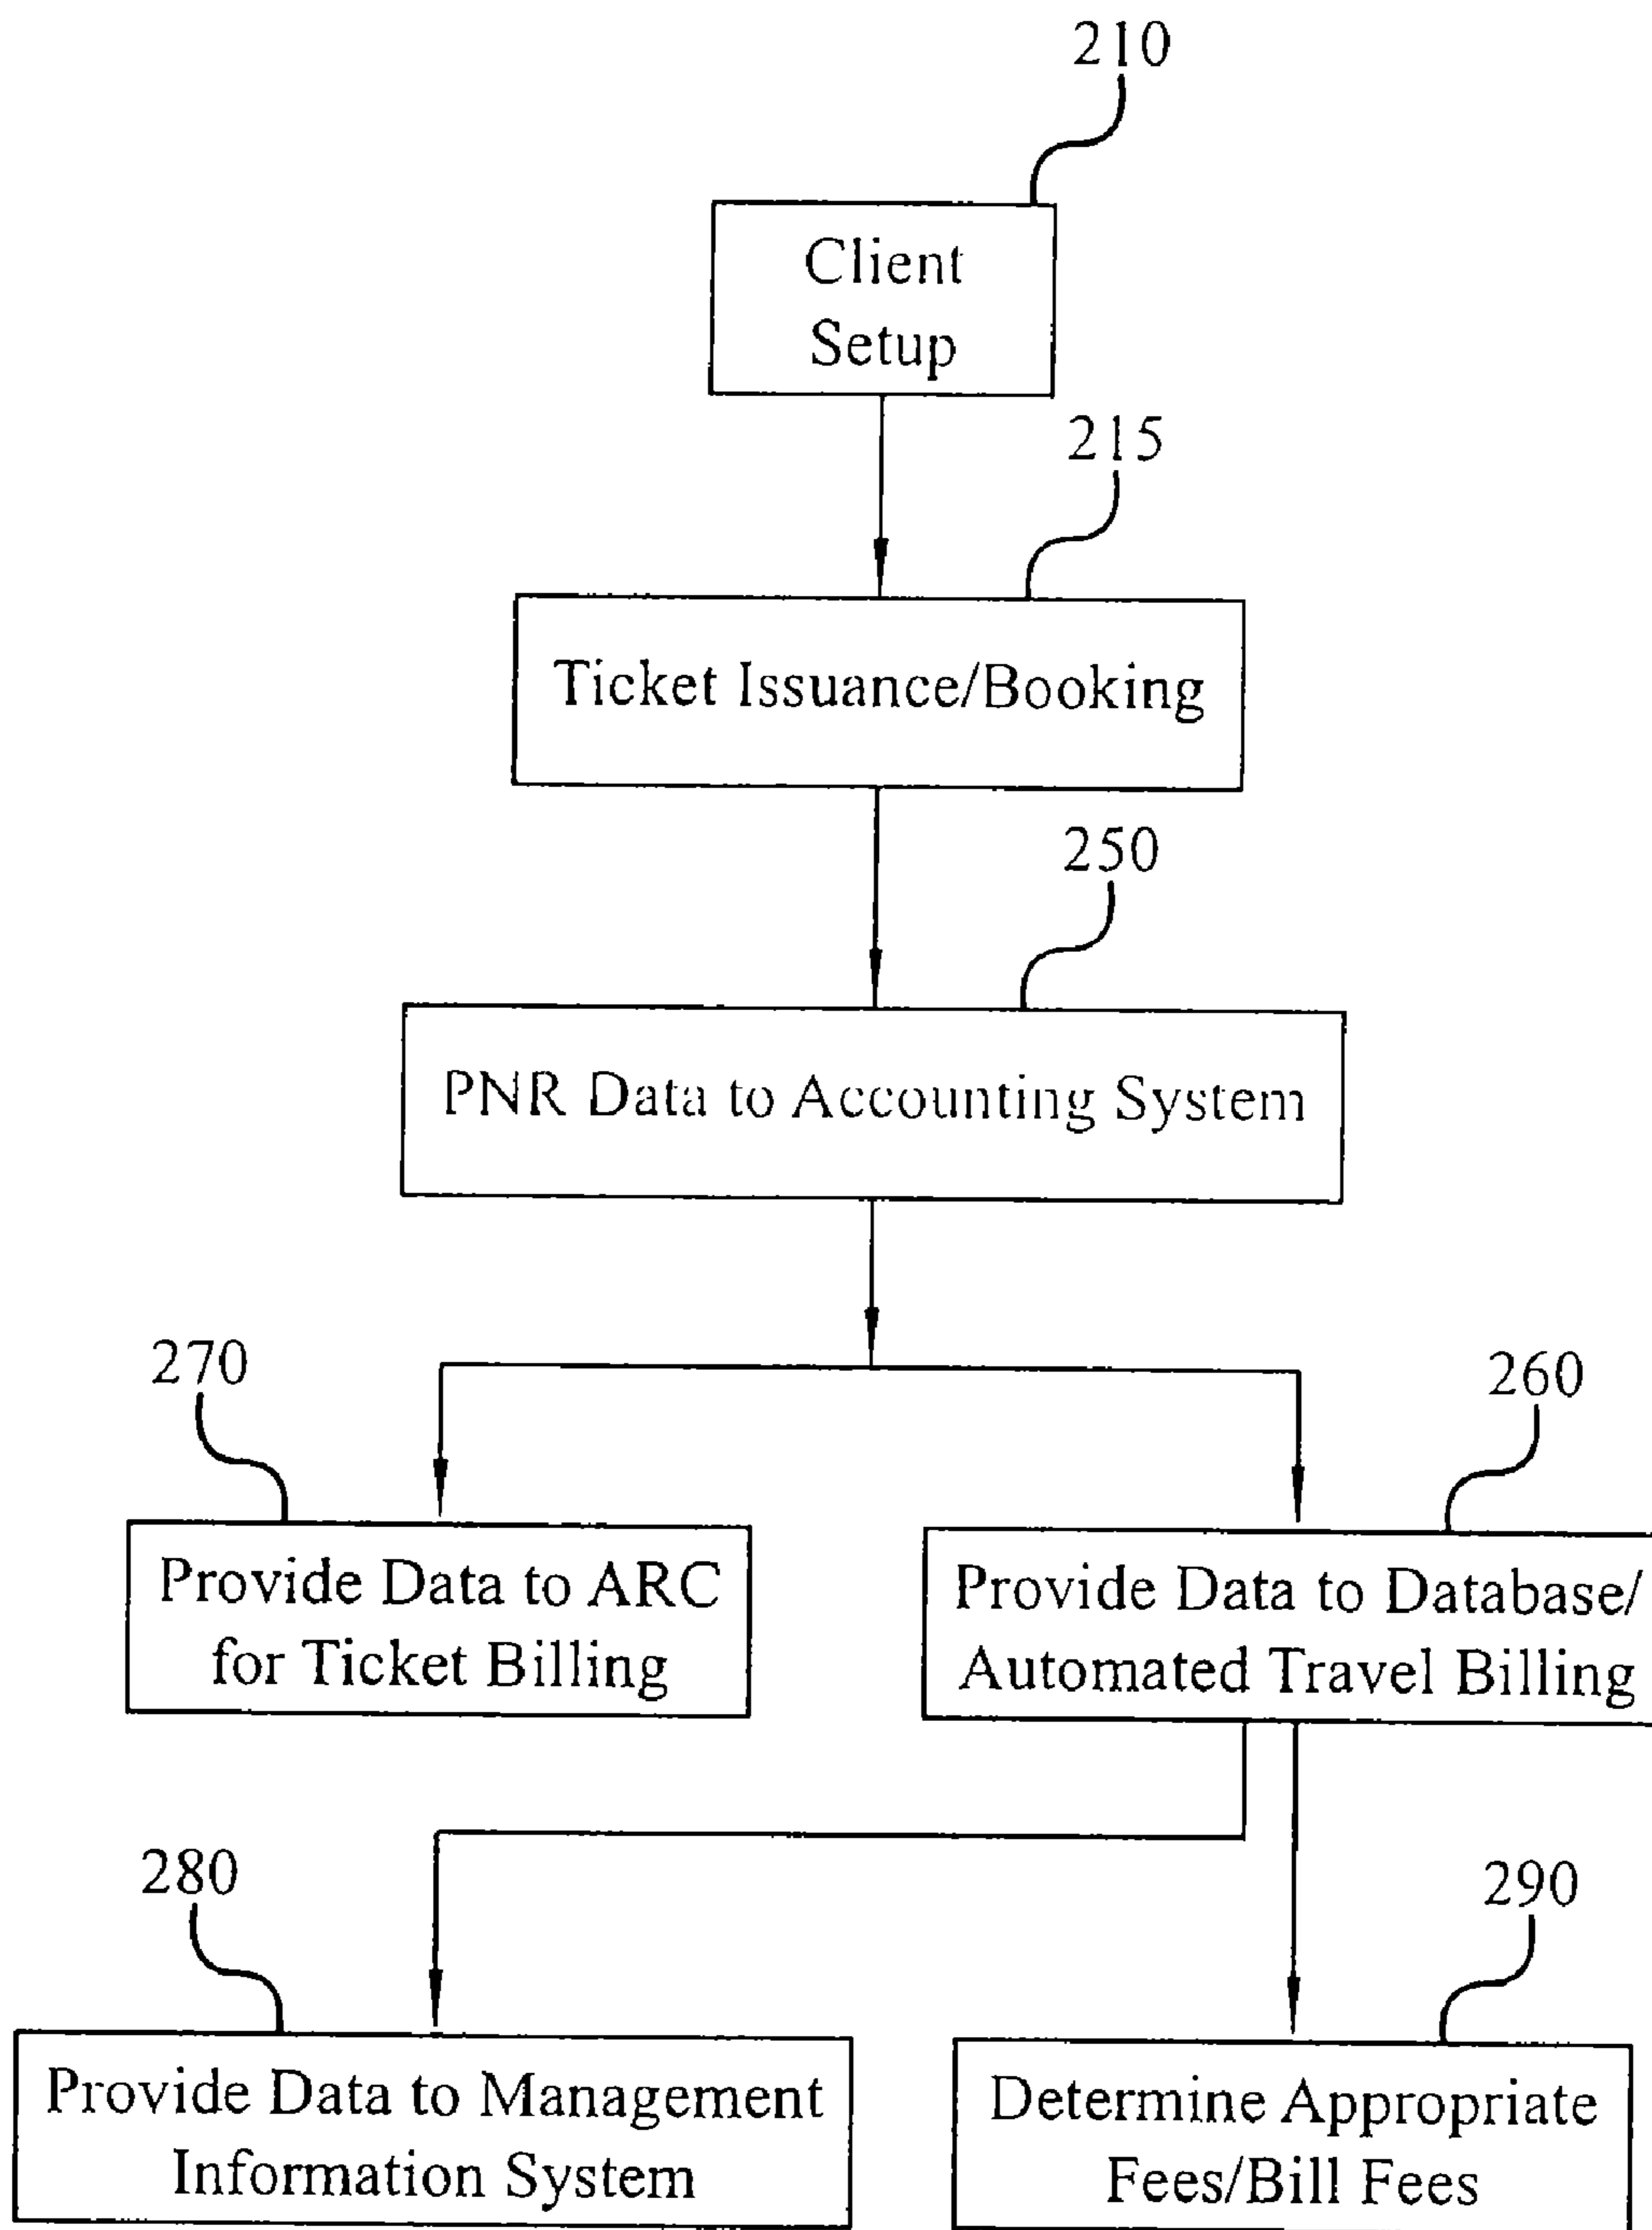 210
Client
Setup
215
Ticket Issuance/Booking
250
PNR Data to Accounting System
270
260
Provide Data to ARC
for Ticket Billing
Provide Data to Database/
Automated Travel Billing
280
290
Provide Data to Management
Information System
Determine Appropriate
Fees/Bill Fees